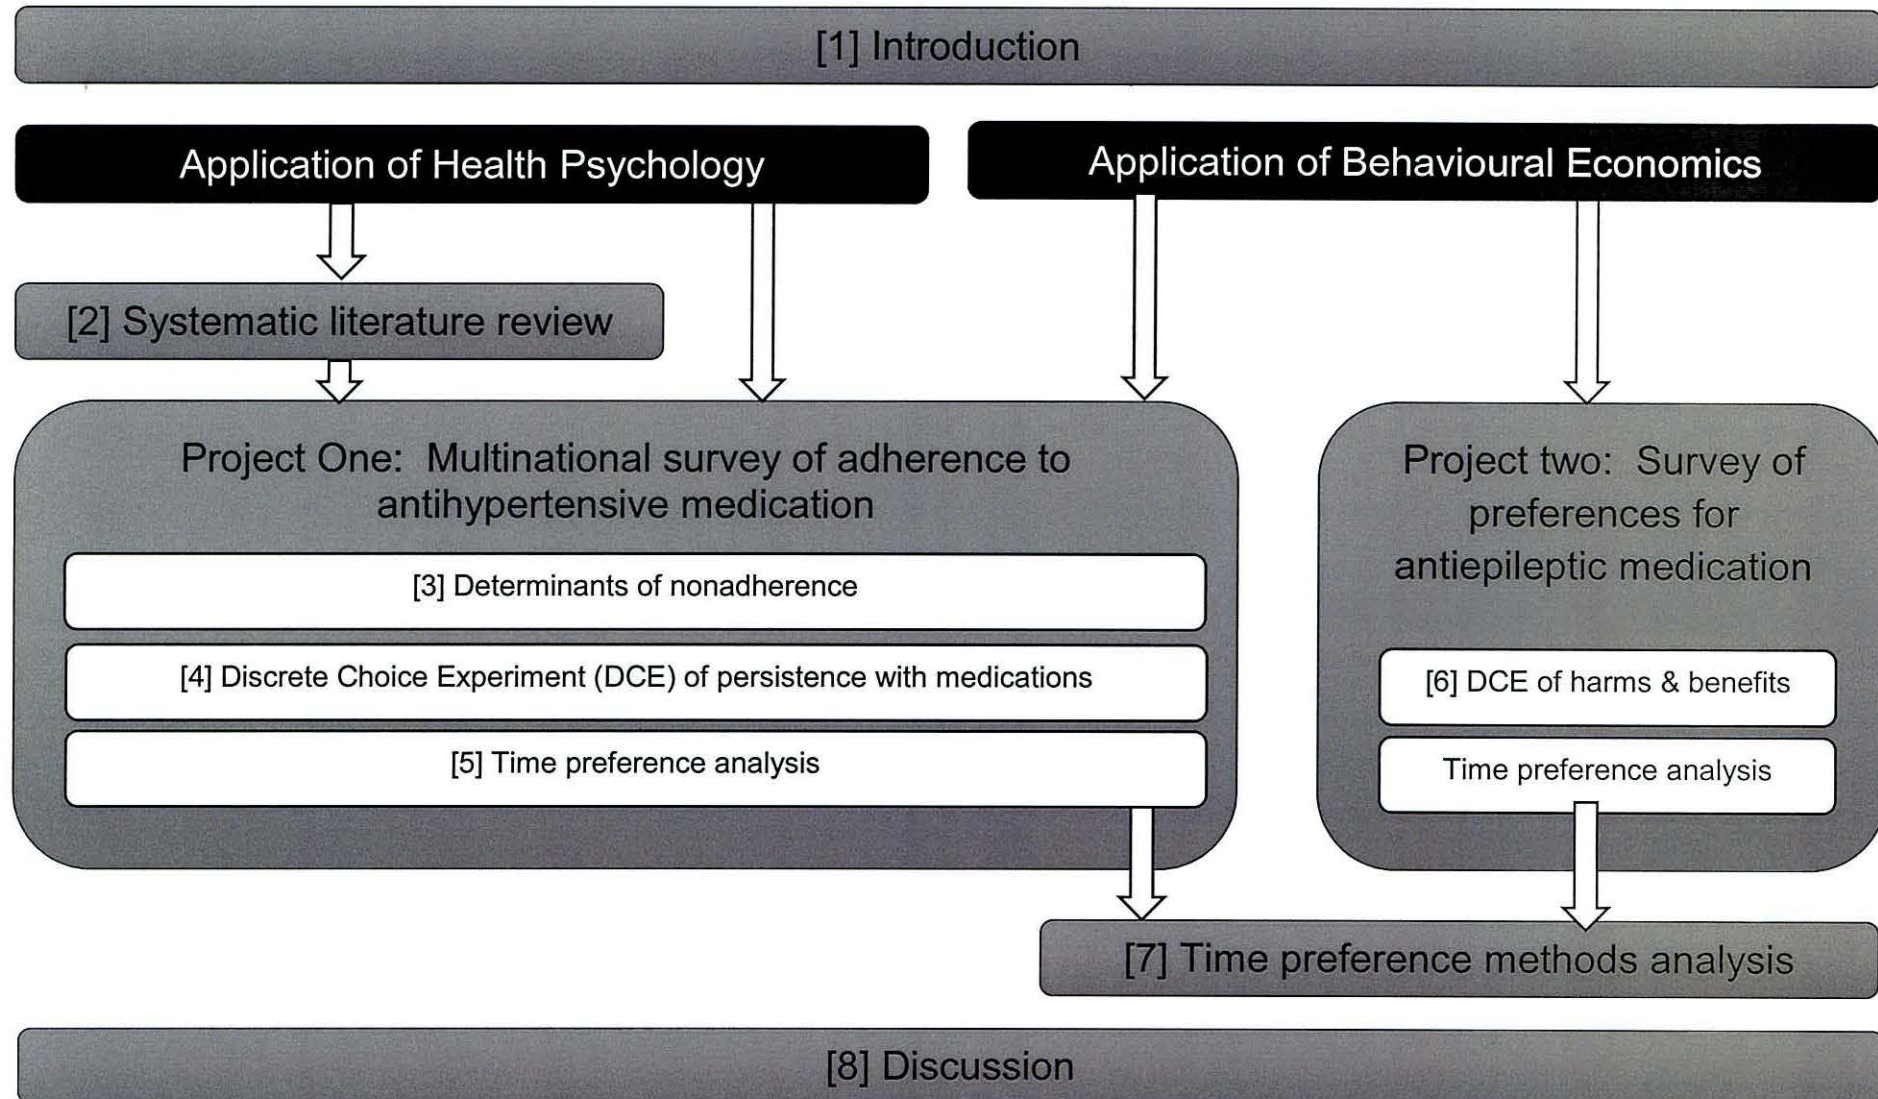 [1] Introduction
Application of Health Psychology
Application of Behavioural Economics
[2] Systematic literature review
Project One:  Multinational survey of adherence to
antihypertensive medication
[3] Determinants of nonadherence
[4] Discrete Choice Experiment (DCE) of persistence with medications
[5] Time preference analysis
Project two:  Survey of
preferences for
antiepileptic medication
[6] DCE of harms & benefits
Time preference analysis
[7] Time preference methods analysis
[8] Discussion